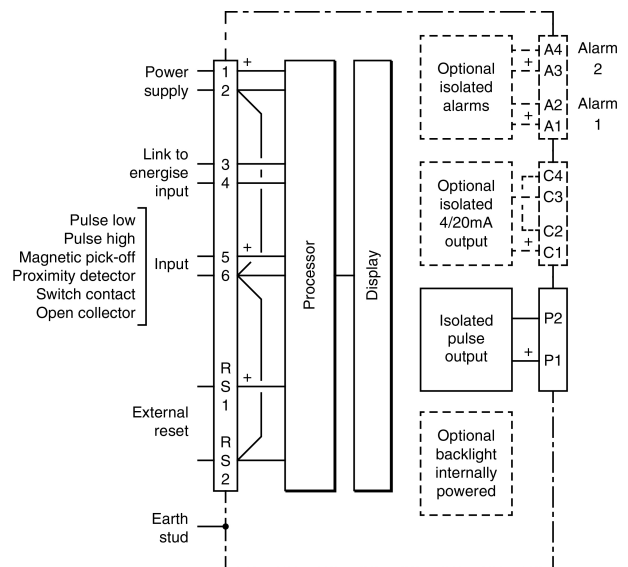 Power
supply
+
1
2
Link to
energise
input
3
4
Pulse low
Pulse high
Magnetic pick-off
Proximity detector
Switch contact
Open collector
Input
+
5
6
External
reset
R
S
1
+
R
S
2
Earth
stud
Processor
Display
Optional
isolated
alarms
+
+
A4
A3
A2
A1
Alarm
2
Alarm
1
Optional
isolated
4/20mA
output
+
C4
C3
C2
C1
Isolated
pulse
output
+
P2
P1
Optional
backlight
internally
powered